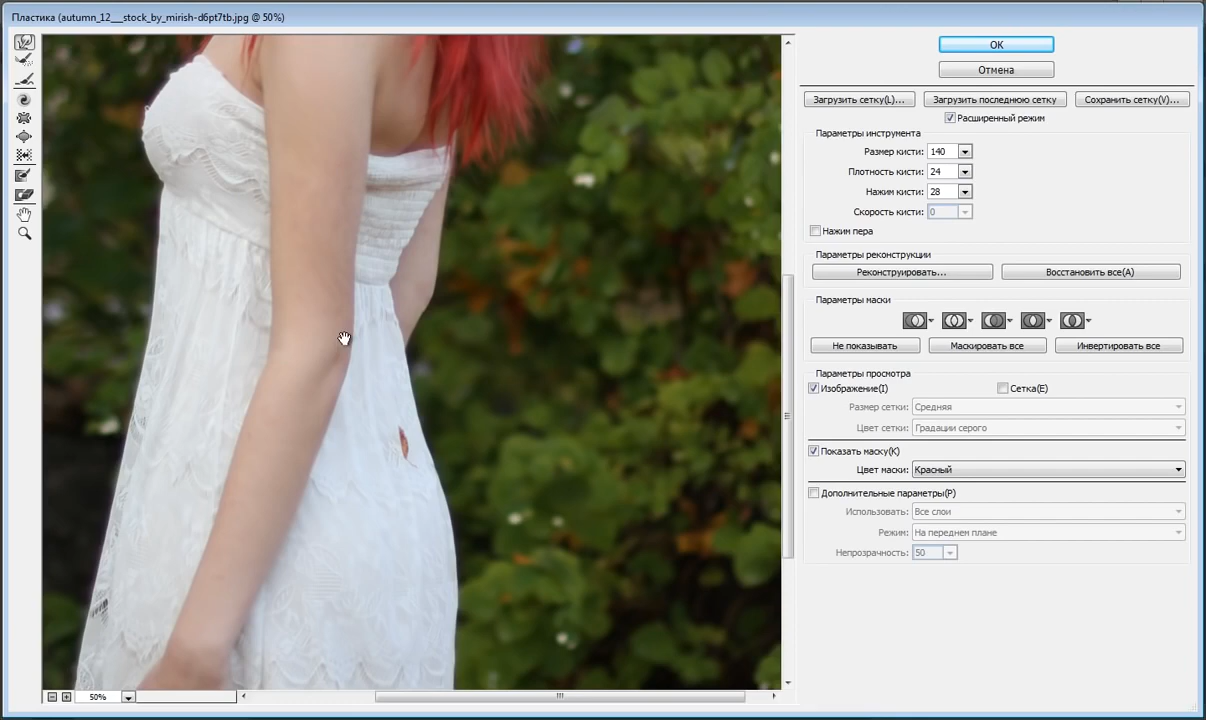 Пластика (autumn_12__stock_by_mirish-d6pt7tb.jpg @ 50%)
OK
Отмена
Загрузить сетку(L)... Загрузить последнюю сетку Сохранить сетку(V)...
Расширенный режим
Параметры инструмента
Размер кисти: 140
Плотность кисти: 24
Нажим кисти: 28
Скорость кисти: 0
Нажим пера
Параметры реконструкции
Реконструировать... Восстановить все(A)
Параметры маски
Не показывать Маскировать все Инвертировать все
Параметры просмотра
Изображение(I) Сетка(E)
Размер сетки: Средняя
Цвет сетки: Градации серого
Показать маску(K)
Цвет маски: Красный
Дополнительные параметры(P)
Использовать: Все слои
Режим: На переднем плане
Непрозрачность: 50
50%